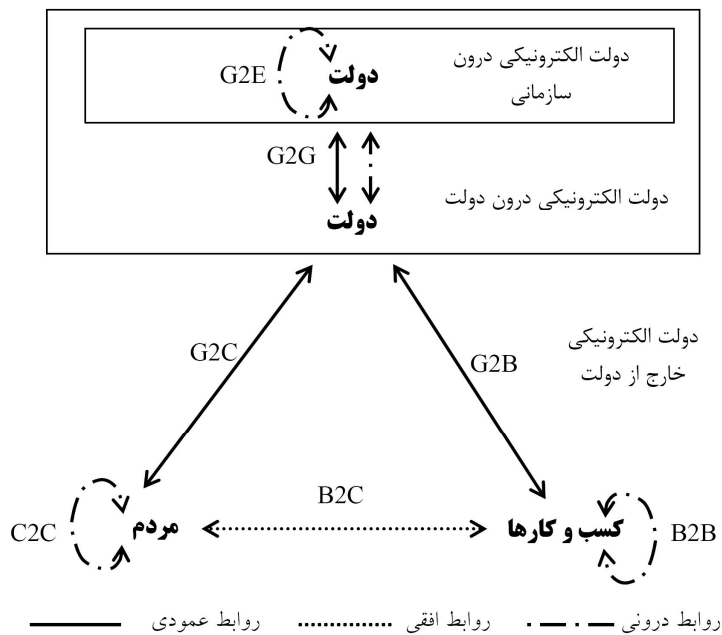 دولت الکترونیکی درون
سازمانی
دولت
G2E
G2G
دولت الکترونیکی درون دولت
دولت
G2C
G2B
دولت الکترونیکی
خارج از دولت
B2C
C2C
مردم
کسب و کارها
B2B
روابط درونی
روابط افقی
روابط عمودی